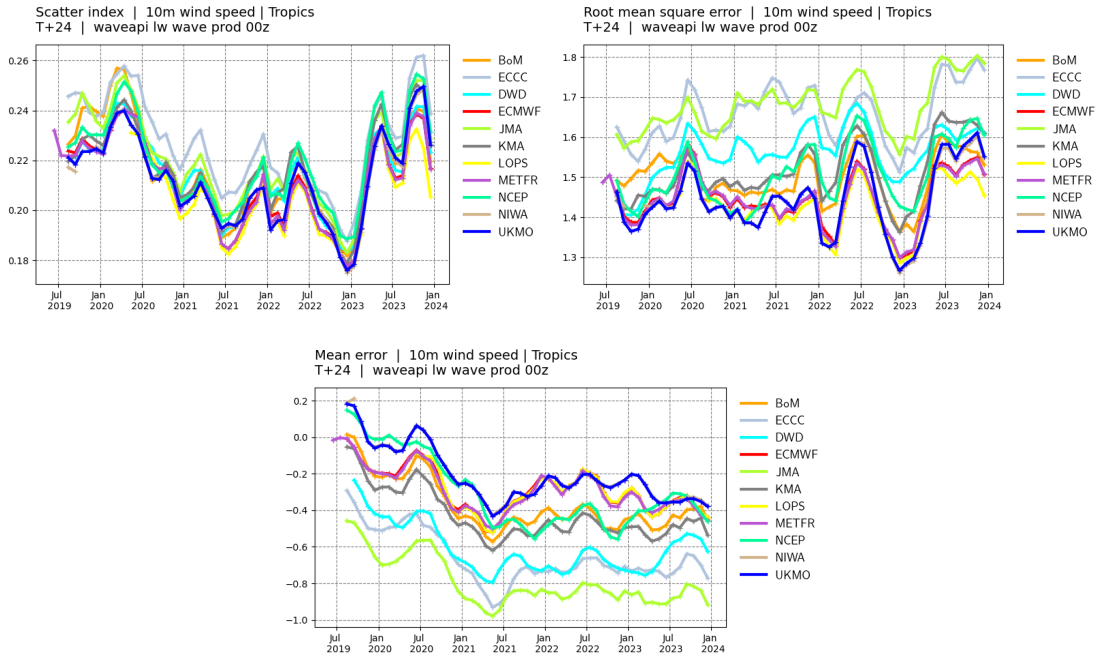 Scatter index | 10m wind speed | Tropics
T+24 | waveapi lw wave prod 00z
0.26
0.24
0.22
0.20
0.18
Jul 2019
Jan 2020
Jul 2020
Jan 2021
Jul 2021
Jan 2022
Jul 2022
Jan 2023
Jul 2023
Jan 2024
BoM
ECCC
DWD
ECMWF
JMA
KMA
LOPS
METFR
NCEP
NIWA
UKMO
Root mean square error | 10m wind speed | Tropics
T+24 | waveapi lw wave prod 00z
1.8
1.7
1.6
1.5
1.4
1.3
Jul 2019
Jan 2020
Jul 2020
Jan 2021
Jul 2021
Jan 2022
Jul 2022
Jan 2023
Jul 2023
Jan 2024
BoM
ECCC
DWD
ECMWF
JMA
KMA
LOPS
METFR
NCEP
NIWA
UKMO
Mean error | 10m wind speed | Tropics
T+24 | waveapi lw wave prod 00z
0.2
0.0
−0.2
−0.4
−0.6
−0.8
−1.0
Jul 2019
Jan 2020
Jul 2020
Jan 2021
Jul 2021
Jan 2022
Jul 2022
Jan 2023
Jul 2023
Jan 2024
BoM
ECCC
DWD
ECMWF
JMA
KMA
LOPS
METFR
NCEP
NIWA
UKMO